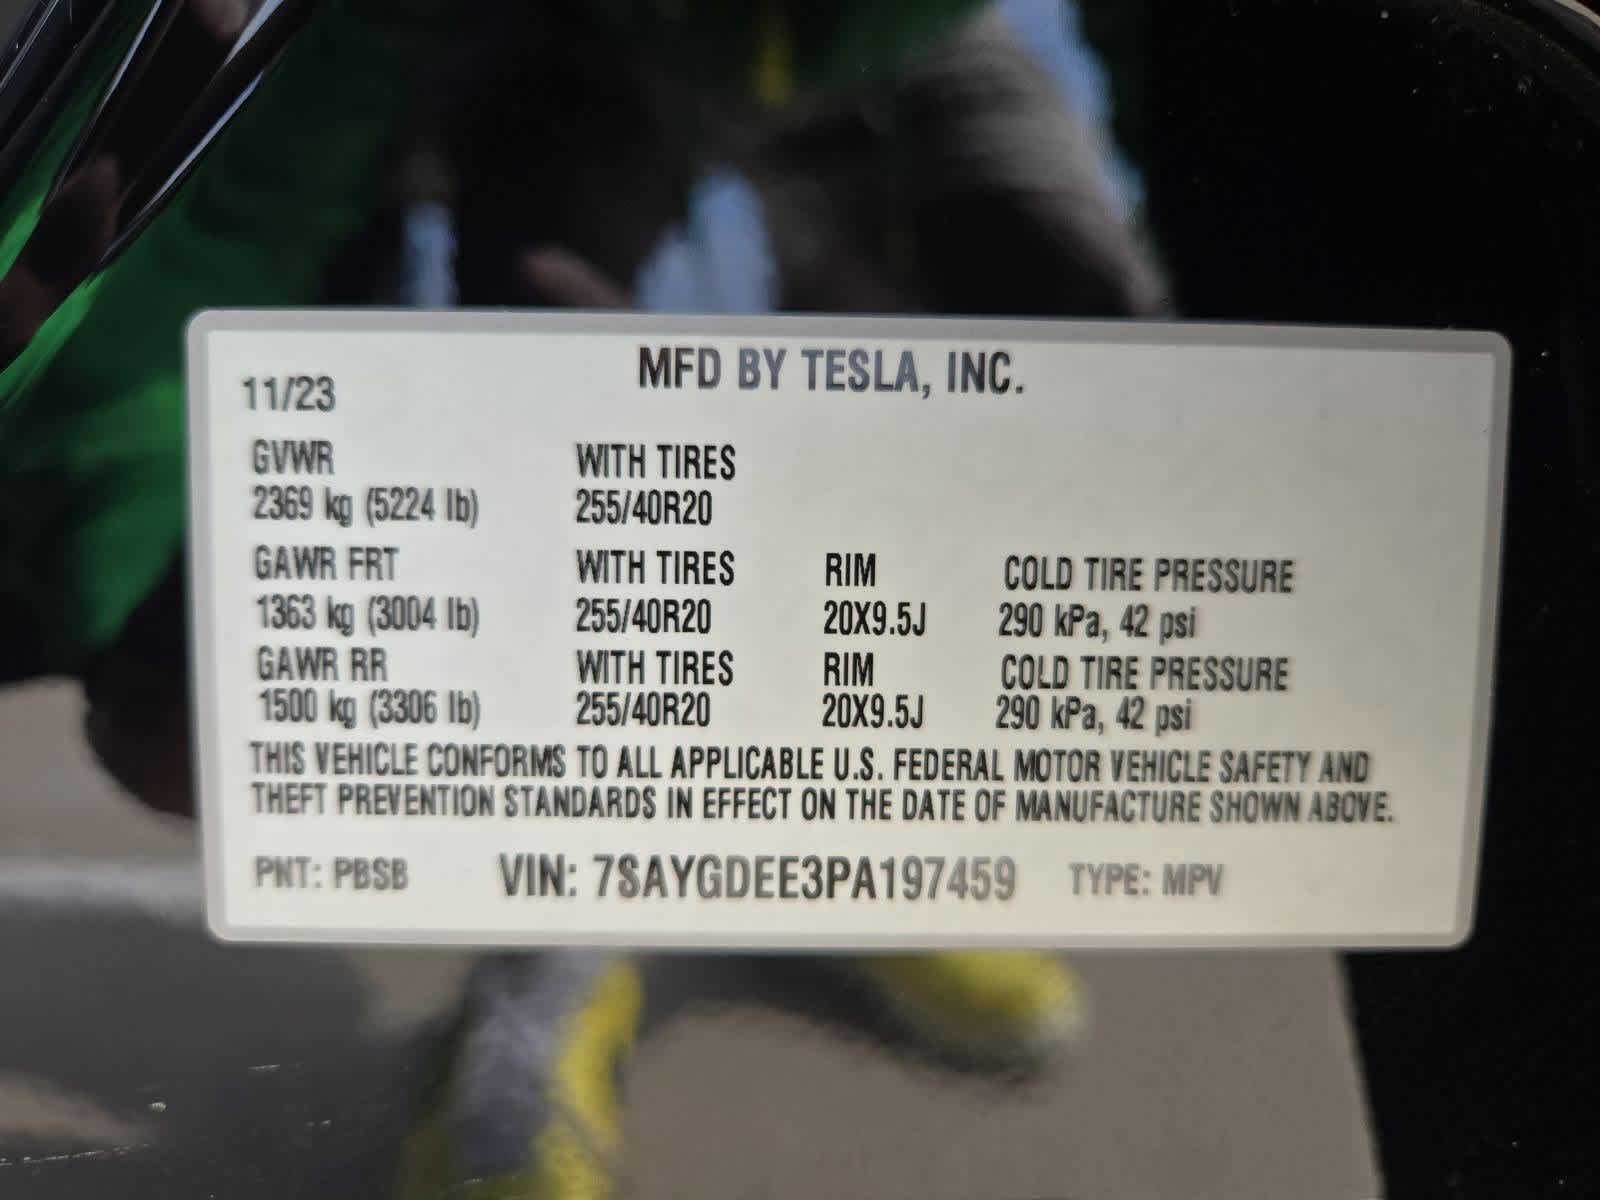 MFD BY TESLA, INC.
11/23
GVWR WITH TIRES
2369 kg (5224 lb) 255/40R20
GAWR FRT WITH TIRES RIM COLD TIRE PRESSURE
1363 kg (3004 lb) 255/40R20 20X9.5J 290 kPa, 42 psi
GAWR RR WITH TIRES RIM COLD TIRE PRESSURE
1500 kg (3306 lb) 255/40R20 20X9.5J 290 kPa, 42 psi
THIS VEHICLE CONFORMS TO ALL APPLICABLE U.S. FEDERAL MOTOR VEHICLE SAFETY AND
THEFT PREVENTION STANDARDS IN EFFECT ON THE DATE OF MANUFACTURE SHOWN ABOVE.
PNT: PBSB VIN: 7SAYGDEE3PA197459 TYPE: MPV